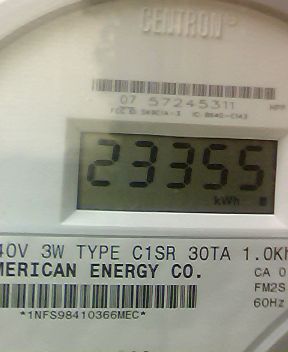 CENTRON
07 57245311
23355
kWh
40V 3W TYPE C1SR 30TA 1.0Kh
MERICAN ENERGY CO.
CA 0
FM2S
60Hz
*1NFS98410366MEC*